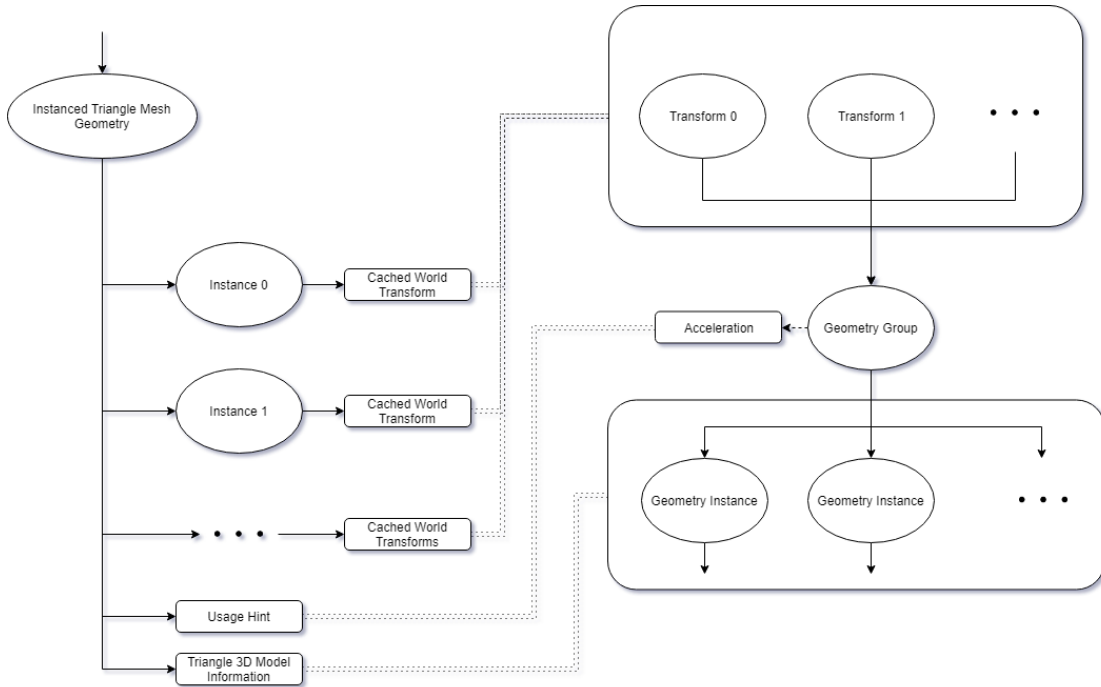 Instanced Triangle Mesh
Geometry
Transform 0
Transform 1
• • •
Instance 0
Cached World
Transform
Acceleration
Geometry Group
Instance 1
Cached World
Transform
Geometry Instance
Geometry Instance
• • •
• • • •
Cached World
Transforms
Usage Hint
Triangle 3D Model
Information